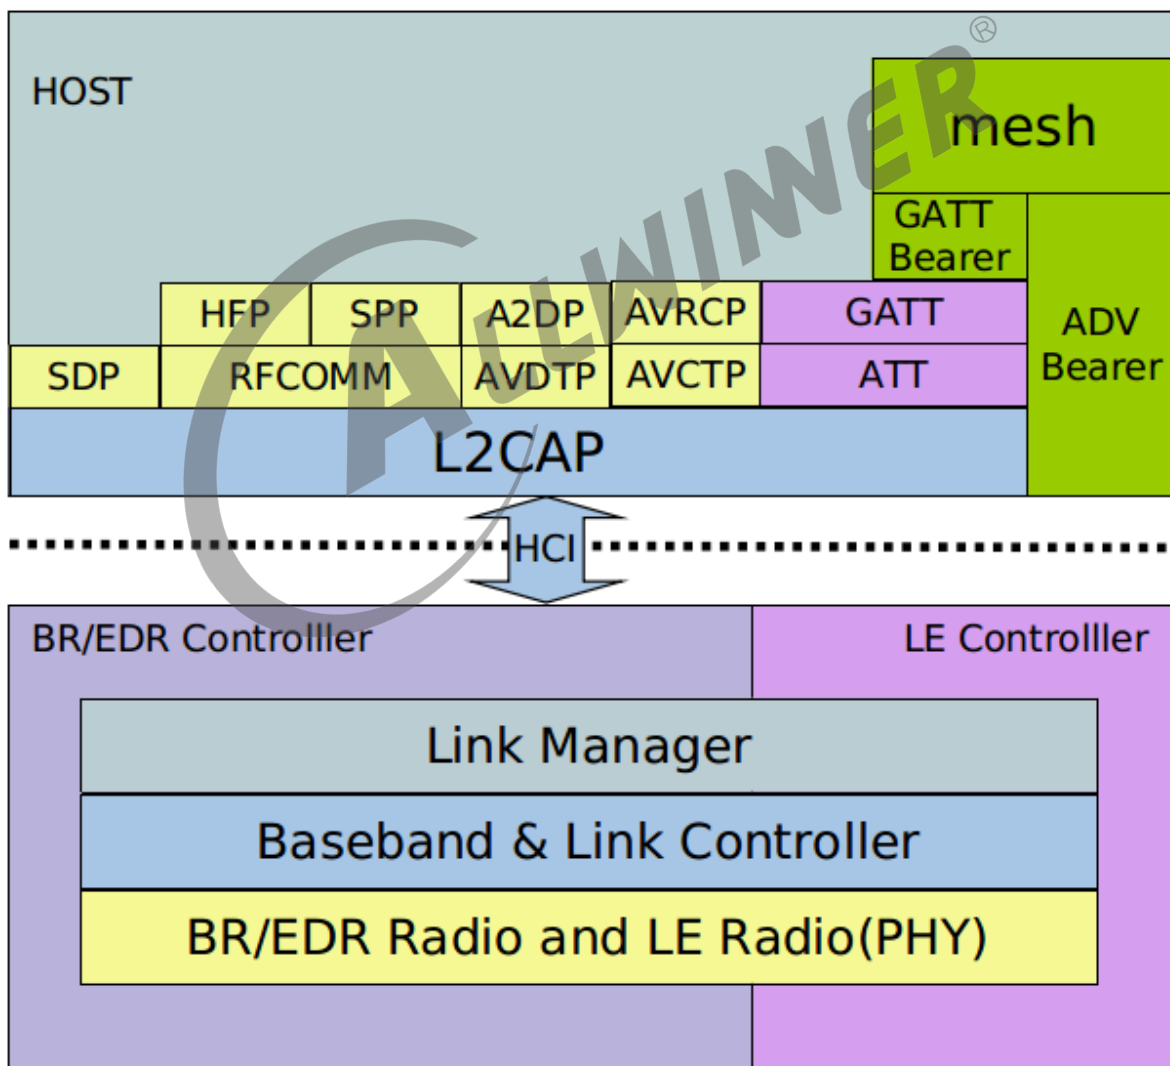 HOST
mesh
GATT
Bearer
ADV
Bearer
HFP
SPP
A2DP
AVRCP
GATT
SDP
RFCOMM
AVDTP
AVCTP
ATT
L2CAP
HCI
BR/EDR Controlller
LE Controlller
Link Manager
Baseband & Link Controller
BR/EDR Radio and LE Radio(PHY)
ALLWINNER®